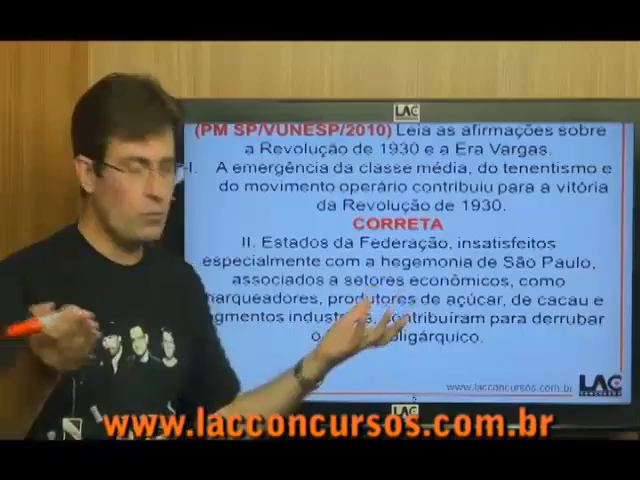 LAC
(PM SP/VUNESP/2010) Leia as afirmações sobre
a Revolução de 1930 e a Era Vargas.
I. A emergência da classe média, do tenentismo e
do movimento operário contribuiu para a vitória
da Revolução de 1930.
CORRETA
II. Estados da Federação, insatisfeitos
especialmente com a hegemonia de São Paulo,
associados a setores econômicos, como
produtores de açúcar, de cacau e
contribuíram para derrubar
oligárquico.
5
www.lacconcursos.com.br
LAC
CONCURSOS
LAC
www.lacconcursos.com.br